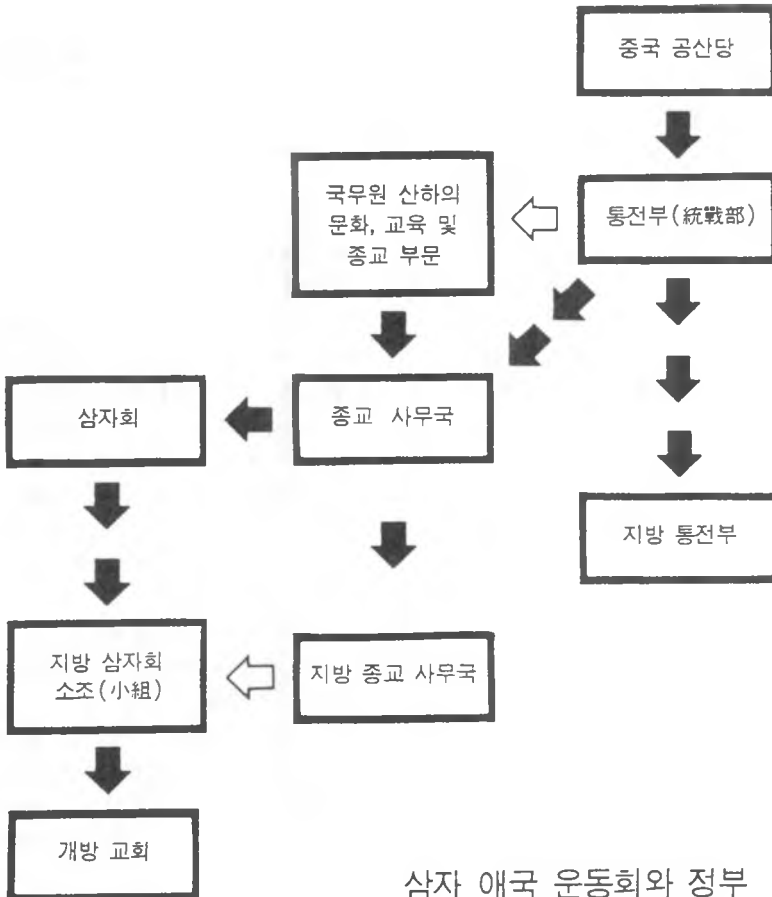 중국 공산당
국무원 산하의
문화, 교육 및
종교 부문
통전부(統戰部)
삼자회
종교 사무국
지방 통전부
지방 삼자회
소조(小組)
지방 종교 사무국
개방 교회
삼자 애국 운동회와 정부